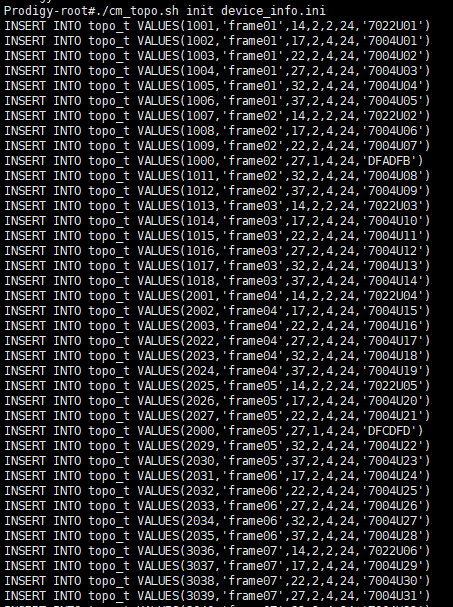 Prodigy-root#./cm_topo.sh init device_info.ini
INSERT INTO topo_t VALUES(1001,'frame01',14,2,2,24,'7022U01')
INSERT INTO topo_t VALUES(1002,'frame01',17,2,4,24,'7004U01')
INSERT INTO topo_t VALUES(1003,'frame01',22,2,4,24,'7004U02')
INSERT INTO topo_t VALUES(1004,'frame01',27,2,4,24,'7004U03')
INSERT INTO topo_t VALUES(1005,'frame01',32,2,4,24,'7004U04')
INSERT INTO topo_t VALUES(1006,'frame01',37,2,4,24,'7004U05')
INSERT INTO topo_t VALUES(1007,'frame02',14,2,2,24,'7022U02')
INSERT INTO topo_t VALUES(1008,'frame02',17,2,4,24,'7004U06')
INSERT INTO topo_t VALUES(1009,'frame02',22,2,4,24,'7004U07')
INSERT INTO topo_t VALUES(1000,'frame02',27,1,4,24,'DFADFB')
INSERT INTO topo_t VALUES(1011,'frame02',32,2,4,24,'7004U08')
INSERT INTO topo_t VALUES(1012,'frame02',37,2,4,24,'7004U09')
INSERT INTO topo_t VALUES(1013,'frame03',14,2,2,24,'7022U03')
INSERT INTO topo_t VALUES(1014,'frame03',17,2,4,24,'7004U10')
INSERT INTO topo_t VALUES(1015,'frame03',22,2,4,24,'7004U11')
INSERT INTO topo_t VALUES(1016,'frame03',27,2,4,24,'7004U12')
INSERT INTO topo_t VALUES(1017,'frame03',32,2,4,24,'7004U13')
INSERT INTO topo_t VALUES(1018,'frame03',37,2,4,24,'7004U14')
INSERT INTO topo_t VALUES(2001,'frame04',14,2,2,24,'7022U04')
INSERT INTO topo_t VALUES(2002,'frame04',17,2,4,24,'7004U15')
INSERT INTO topo_t VALUES(2003,'frame04',22,2,4,24,'7004U16')
INSERT INTO topo_t VALUES(2022,'frame04',27,2,4,24,'7004U17')
INSERT INTO topo_t VALUES(2023,'frame04',32,2,4,24,'7004U18')
INSERT INTO topo_t VALUES(2024,'frame04',37,2,4,24,'7004U19')
INSERT INTO topo_t VALUES(2025,'frame05',14,2,2,24,'7022U05')
INSERT INTO topo_t VALUES(2026,'frame05',17,2,4,24,'7004U20')
INSERT INTO topo_t VALUES(2027,'frame05',22,2,4,24,'7004U21')
INSERT INTO topo_t VALUES(2000,'frame05',27,1,4,24,'DFCDFD')
INSERT INTO topo_t VALUES(2029,'frame05',32,2,4,24,'7004U22')
INSERT INTO topo_t VALUES(2030,'frame05',37,2,4,24,'7004U23')
INSERT INTO topo_t VALUES(2031,'frame06',17,2,4,24,'7004U24')
INSERT INTO topo_t VALUES(2032,'frame06',22,2,4,24,'7004U25')
INSERT INTO topo_t VALUES(2033,'frame06',27,2,4,24,'7004U26')
INSERT INTO topo_t VALUES(2034,'frame06',32,2,4,24,'7004U27')
INSERT INTO topo_t VALUES(2035,'frame06',37,2,4,24,'7004U28')
INSERT INTO topo_t VALUES(3036,'frame07',14,2,2,24,'7022U06')
INSERT INTO topo_t VALUES(3037,'frame07',17,2,4,24,'7004U29')
INSERT INTO topo_t VALUES(3038,'frame07',22,2,4,24,'7004U30')
INSERT INTO topo_t VALUES(3039,'frame07',27,2,4,24,'7004U31')